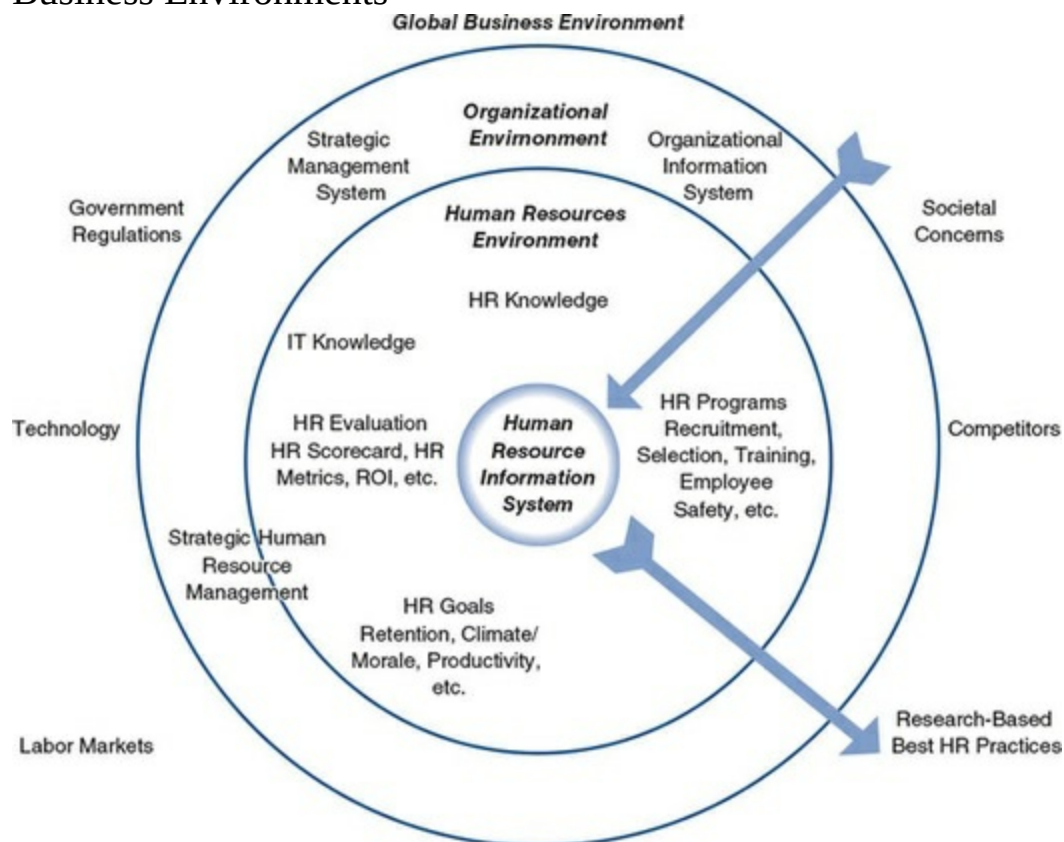 Business Environments
Global Business Environment
Organizational
Envirnonment
Strategic
Management
System
Organizational
Information
System
Government
Regulations
Societal
Concerns
Human Resources
Environment
HR Knowledge
IT Knowledge
Technology
HR Evaluation
HR Scorecard, HR
Metrics, ROI, etc.
Human
Resource
Information
System
HR Programs
Recruitment,
Selection, Training,
Employee
Safety, etc.
Competitors
Strategic Human
Resource
Management
HR Goals
Retention, Climate/
Morale, Productivity,
etc.
Labor Markets
Research-Based
Best HR Practices